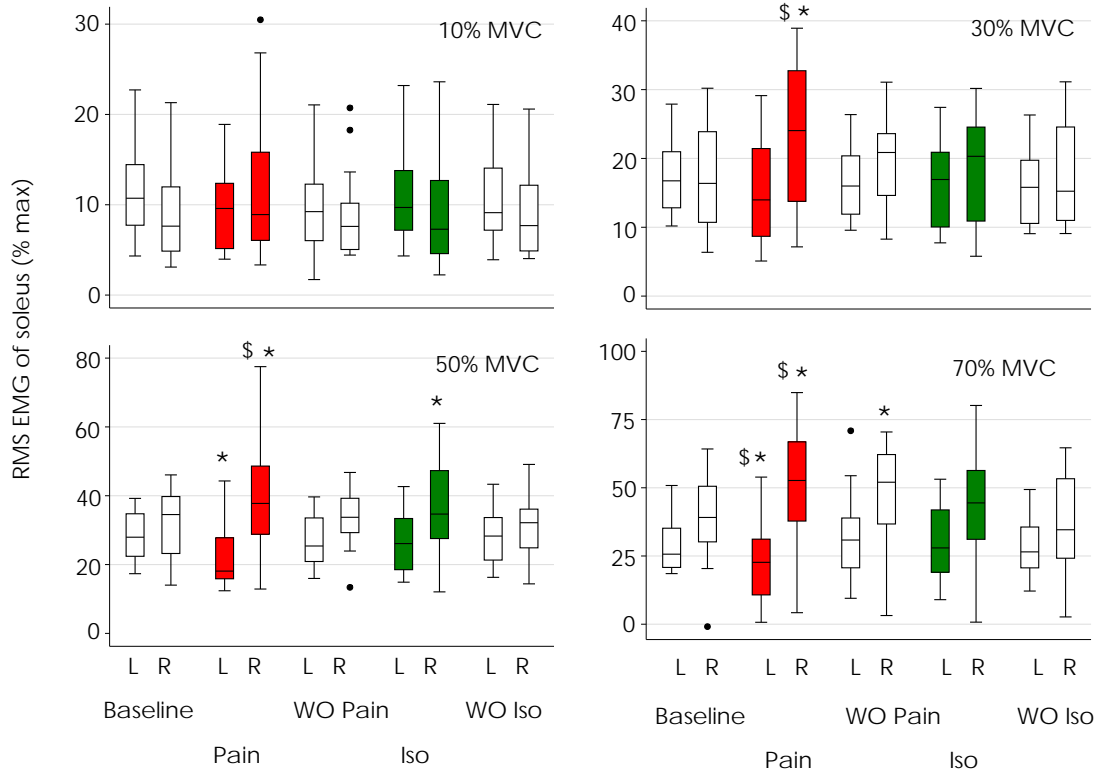 RMS EMG of soleus (% max)
10% MVC
30
20
10
0
30% MVC
$ *
40
30
20
10
0
50% MVC
*
$ *
*
80
60
40
20
0
L R L R L R L R L R
Baseline WO Pain WO Iso
Pain Iso
70% MVC
$ *
$ *
*
100
75
50
25
0
L R L R L R L R L R
Baseline WO Pain WO Iso
Pain Iso